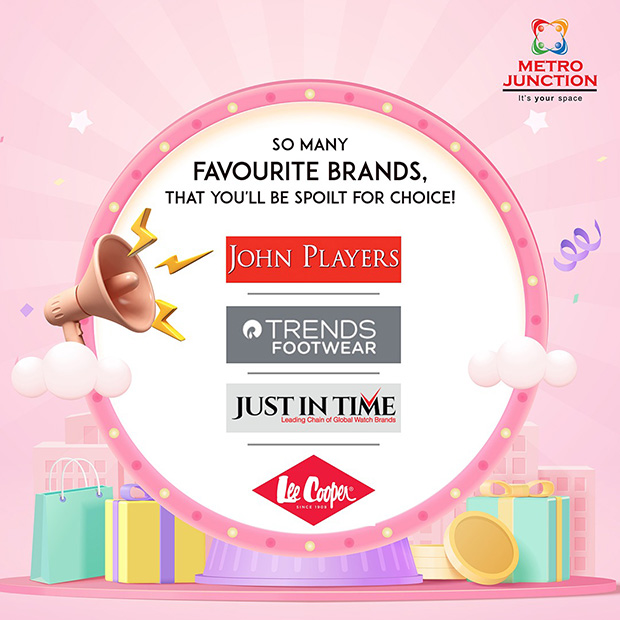 METRO
JUNCTION
It's your space
SO MANY
FAVOURITE BRANDS,
THAT YOU'LL BE SPOILT FOR CHOICE!
JOHN PLAYERS
TRENDS
FOOTWEAR
JUST IN TIME
Leading Chain of Global Watch Brands
Lee Cooper®
SINCE 1908